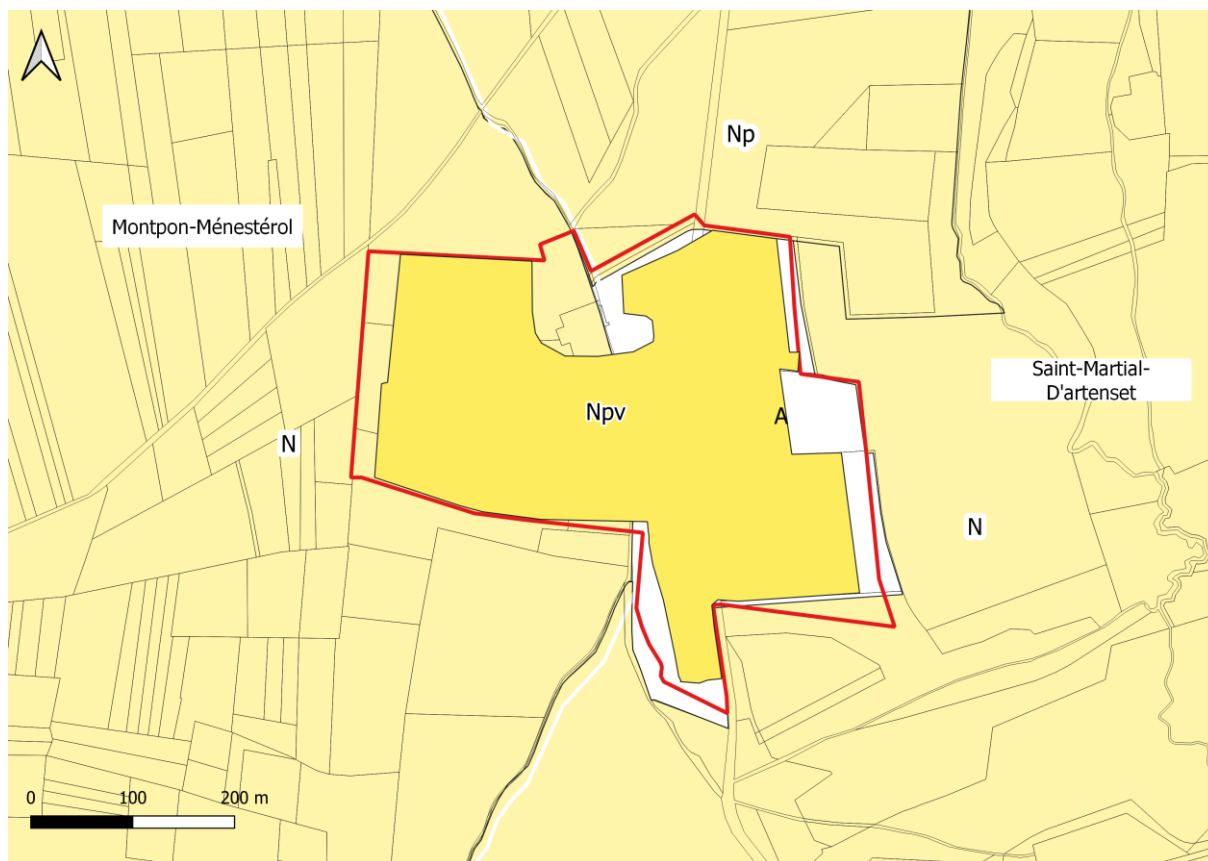 Np
Montpon-Ménestérol
Saint-Martial-
D'artenset
Npv
A
N
N
0 100 200 m